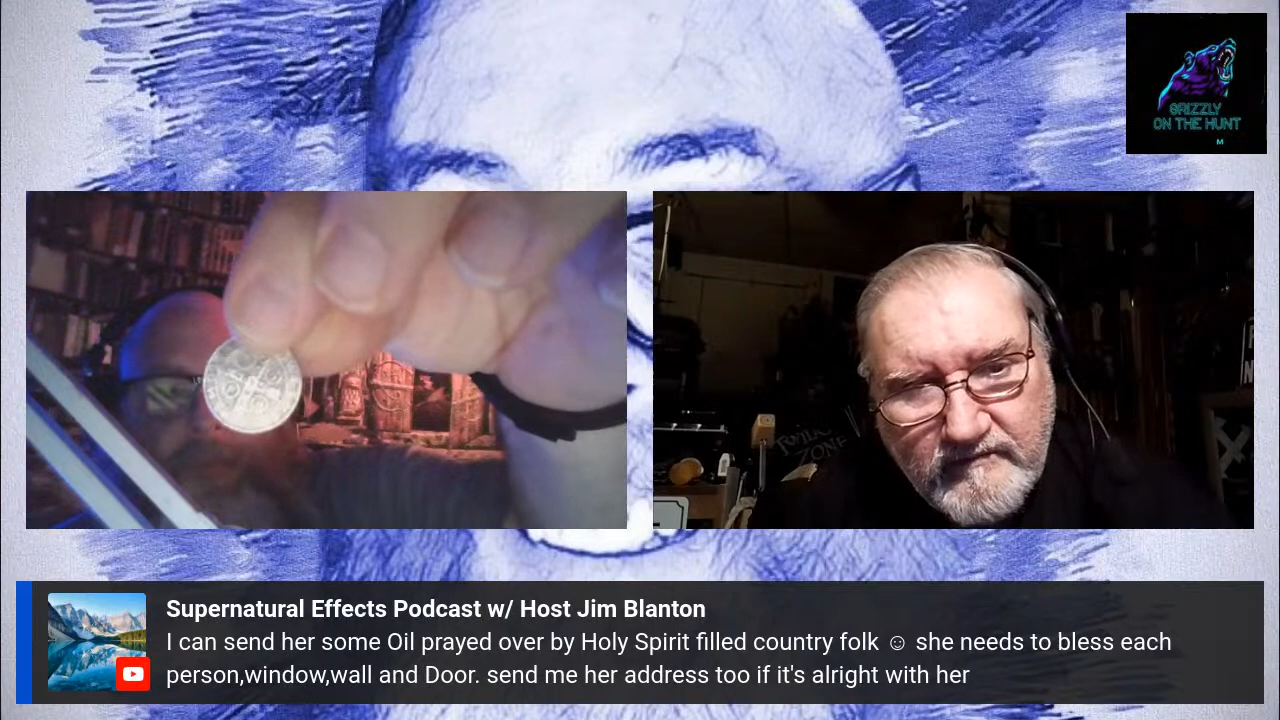 GRIZZLY
ON THE HUNT
M
TWILIGHT
ZONE
Supernatural Effects Podcast w/ Host Jim Blanton
I can send her some Oil prayed over by Holy Spirit filled country folk ☺ she needs to bless each
person,window,wall and Door. send me her address too if it's alright with her